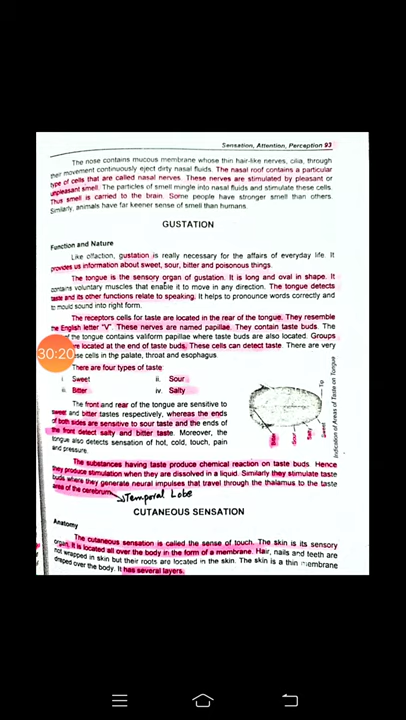 Sensation, Attention, Perception 93
The nose contains mucous membrane whose thin hair-like nerves, cilia, through
their movement continuously eject dirty nasal fluids. The nasal roof contains a particular
type of cells that are called nasal nerves. These nerves are stimulated by pleasant or
unpleasant smell. The particles of smell mingle into nasal fluids and stimulate these cells
Thus smell is carried to the brain. Some people have stronger smell than others.
Similarly, animals have far keener sense of smell than humans.
GUSTATION
Function and Nature
Like olfaction, gustation is really necessary for the affairs of everyday life. It
provides us information about sweet, sour, bitter and poisonous things.
The tongue is the sensory organ of gustation. It is long and oval in shape. It
contains voluntary muscles that enable it to move in any direction. The tongue detects
taste and its other functions relate to speaking. It helps to pronounce words correctly and
to mould sound into right form.
The receptors cells for taste are located in the rear of the tongue. They resemble
the English letter "V". These nerves are named papillae. They contain taste buds. The
of the tongue contains valiform papillae where taste buds are also located. Groups
are located at the end of taste buds. These cells can detect taste. There are very
30:20
these cells in the palate, throat and esophagus.
There are four types of taste:
i. Sweet ii. Sour
ii. Bitter iv. Salty
The front and rear of the tongue are sensitive to
sweet and bitter tastes respectively, whereas the ends
of both sides are sensitive to sour taste and the ends of
the front detect salty and bitter taste. Moreover, the
tongue also detects sensation of hot, cold, touch, pain
and pressure.
Bitter
Sour
Salty
Sweet
Tip
Indication of Areas of Taste on Tongue
The substances having taste produce chemical reaction on taste buds. Hence
they produce stimulation when they are dissolved in a liquid. Similarly they stimulate taste
buds where they generate neural impulses that travel through the thalamus to the taste
area of the cerebrum. Temporal Lobe
CUTANEOUS SENSATION
Anatomy
The cutaneous sensation is called the sense of touch. The skin is its sensory
organ. It is located all over the body in the form of a membrane. Hair, nails and teeth are
not wrapped in skin but their roots are located in the skin. The skin is a thin membrane
draped over the body. It has several layers.